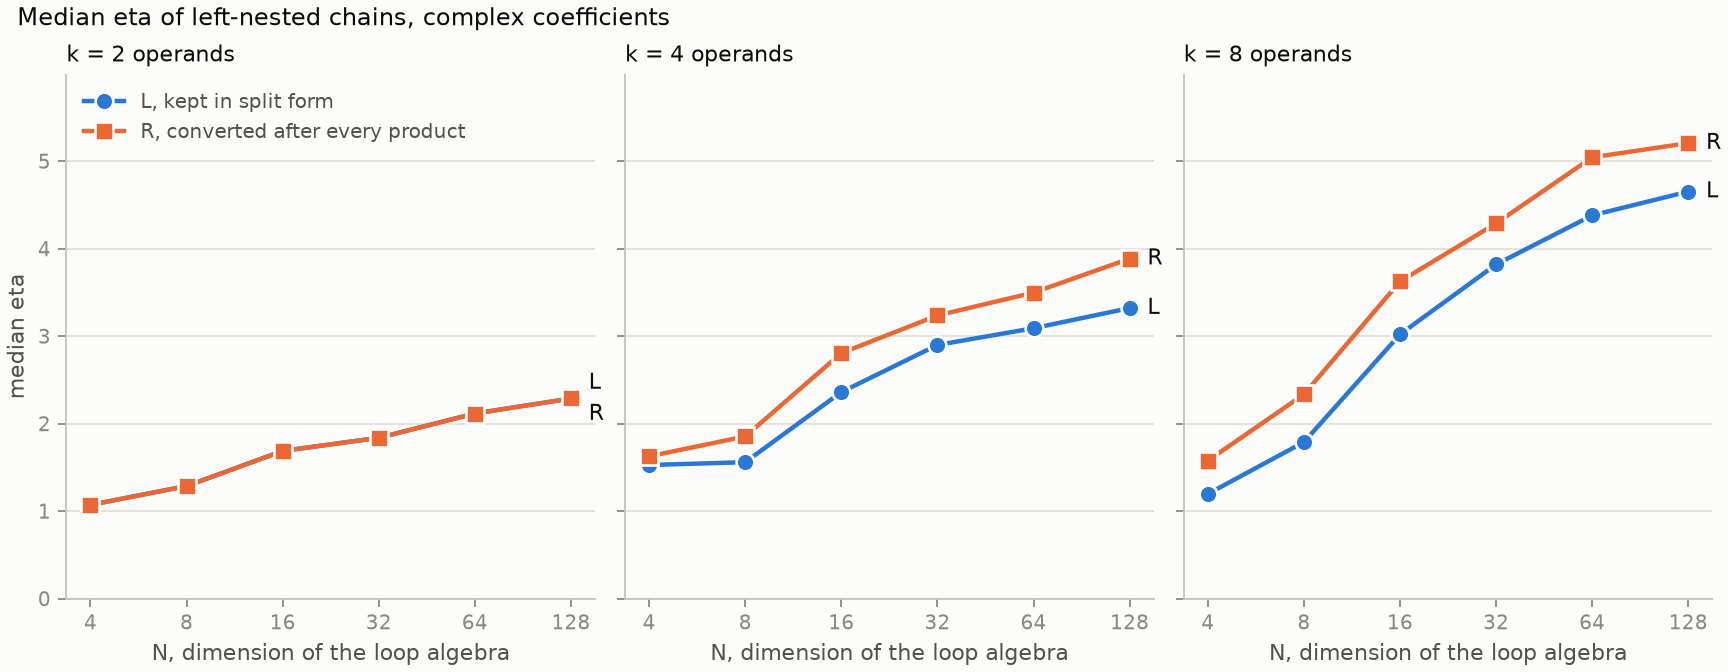 Median eta of left-nested chains, complex coefficients
k = 2 operands
L, kept in split form
R, converted after every product
median eta
5
4
3
2
1
0
L
R
4 8 16 32 64 128
N, dimension of the loop algebra
k = 4 operands
R
L
4 8 16 32 64 128
N, dimension of the loop algebra
k = 8 operands
R
L
4 8 16 32 64 128
N, dimension of the loop algebra